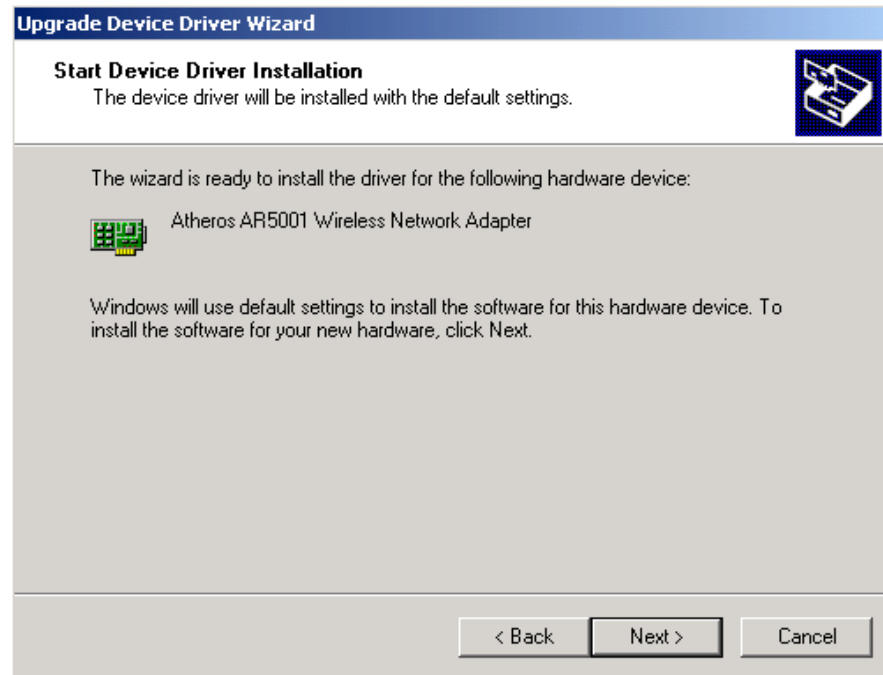 Upgrade Device Driver Wizard
Start Device Driver Installation
The device driver will be installed with the default settings.
The wizard is ready to install the driver for the following hardware device:
Atheros AR5001 Wireless Network Adapter
Windows will use default settings to install the software for this hardware device. To
install the software for your new hardware, click Next.
< Back
Next >
Cancel